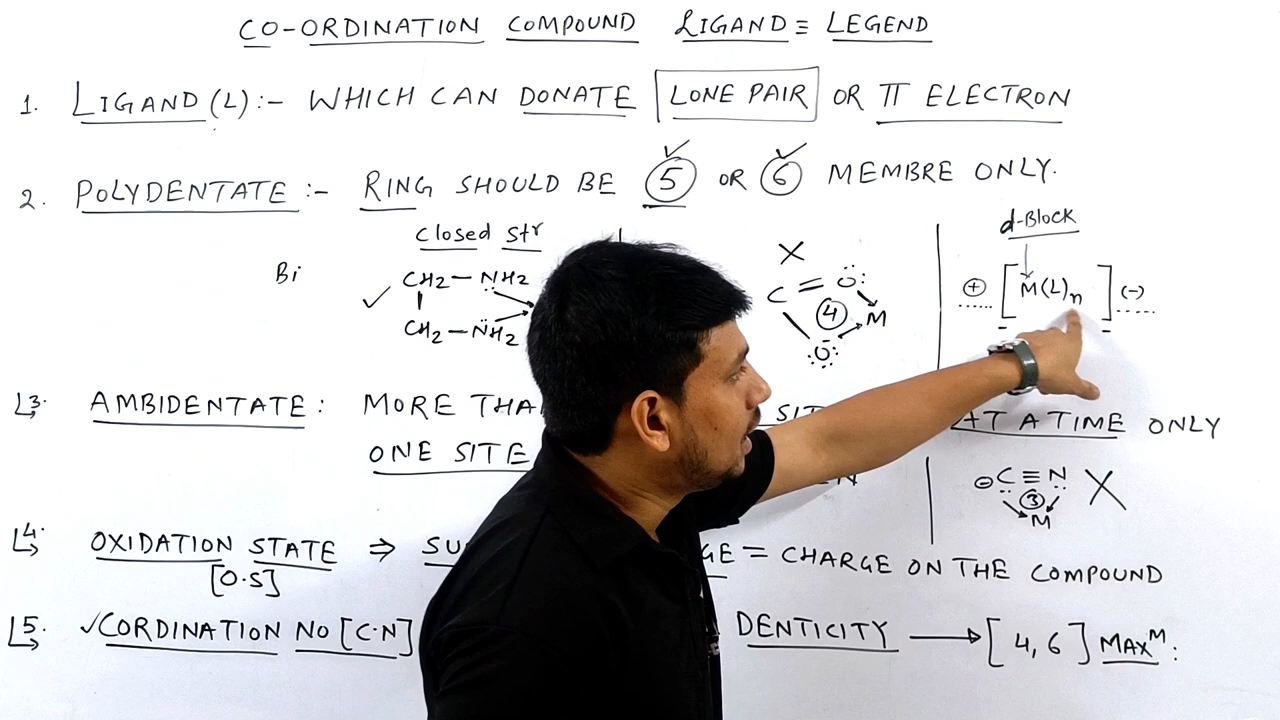 CO-ORDINATION COMPOUND LIGAND ≡ LEGEND
1. LIGAND (L) :- WHICH CAN DONATE LONE PAIR OR π ELECTRON
2. POLYDENTATE :- RING SHOULD BE 5 OR 6 MEMBRE ONLY.
Closed Str
Bi
CH2 — NH2
CH2 — NH2
X
C = O
4
M
O
d-BLOCK
+ [ M(L)n ] (-)
3. AMBIDENTATE : MORE THA SIT AT A TIME ONLY
ONE SITE
⊖C ≡ N X
3
M
4. OXIDATION STATE ⇒ SU GE = CHARGE ON THE COMPOUND
[O.S]
5. ✓CORDINATION NO [C.N] DENTICITY → [4, 6] MAXM: